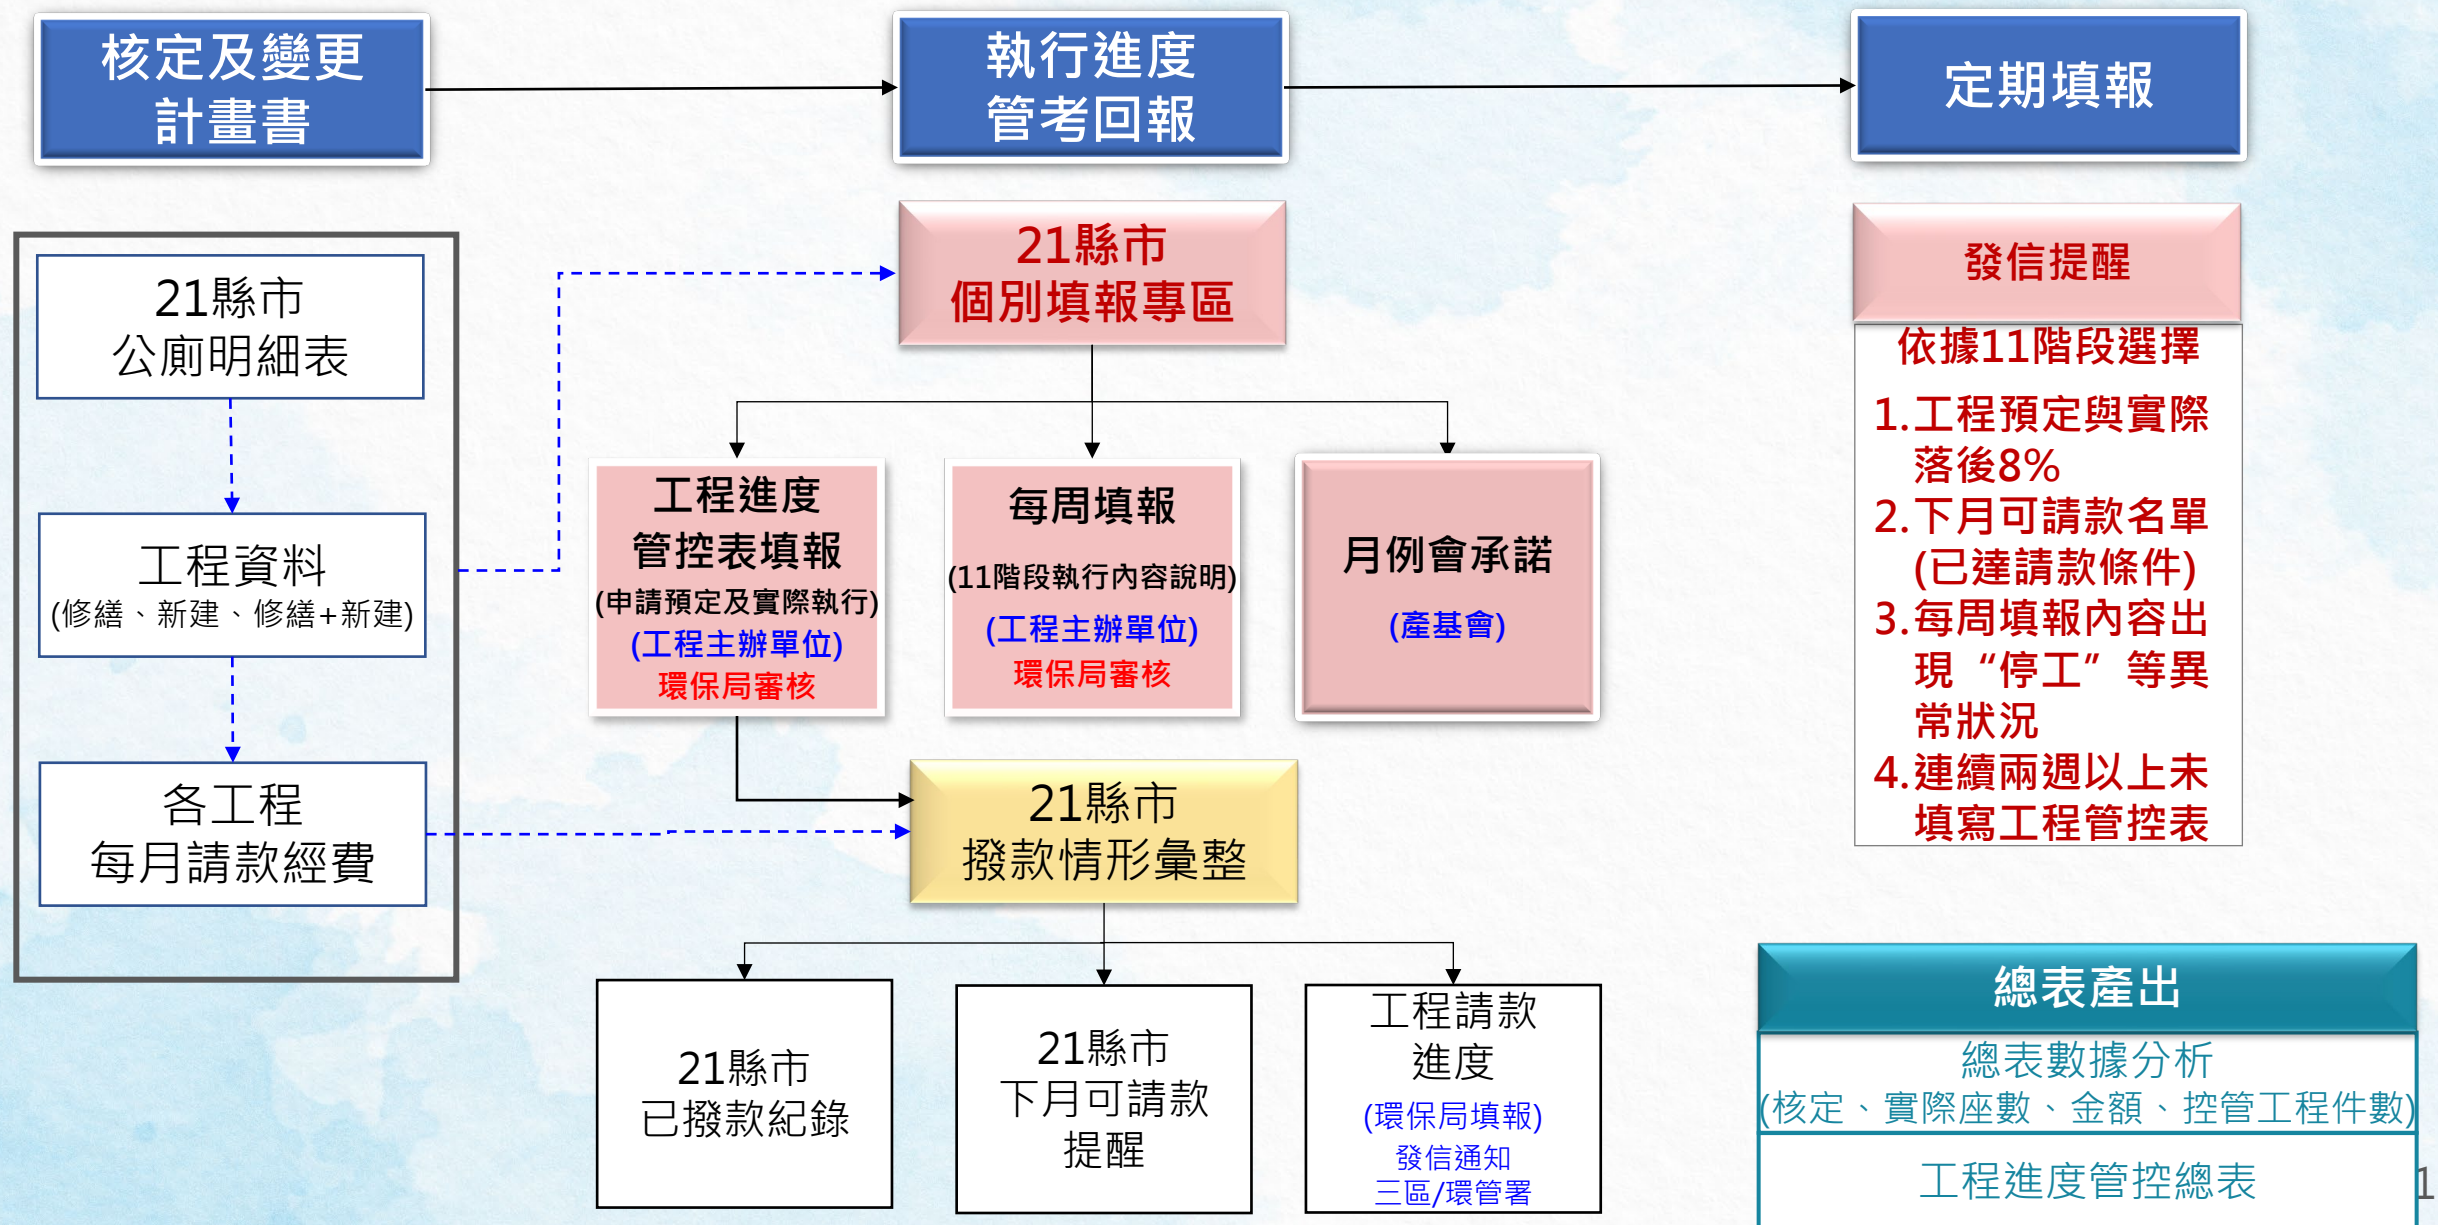 核定及變更
計畫書
執行進度
管考回報
定期填報
21縣市
公廁明細表
工程資料
(修繕、新建、修繕+新建)
各工程
每月請款經費
21縣市
個別填報專區
工程進度
管控表填報
(申請預定及實際執行)
(工程主辦單位)
環保局審核
每周填報
(11階段執行內容說明)
(工程主辦單位)
環保局審核
月例會承諾
(產基會)
21縣市
撥款情形彙整
21縣市
已撥款紀錄
21縣市
下月可請款
提醒
工程請款
進度
(環保局填報)
發信通知
三區/環管署
發信提醒
依據11階段選擇
1.工程預定與實際
落後8%
2.下月可請款名單
(已達請款條件)
3.每周填報內容出
現“停工”等異
常狀況
4.連續兩週以上未
填寫工程管控表
總表產出
總表數據分析
(核定、實際座數、金額、控管工程件數)
工程進度管控總表
1